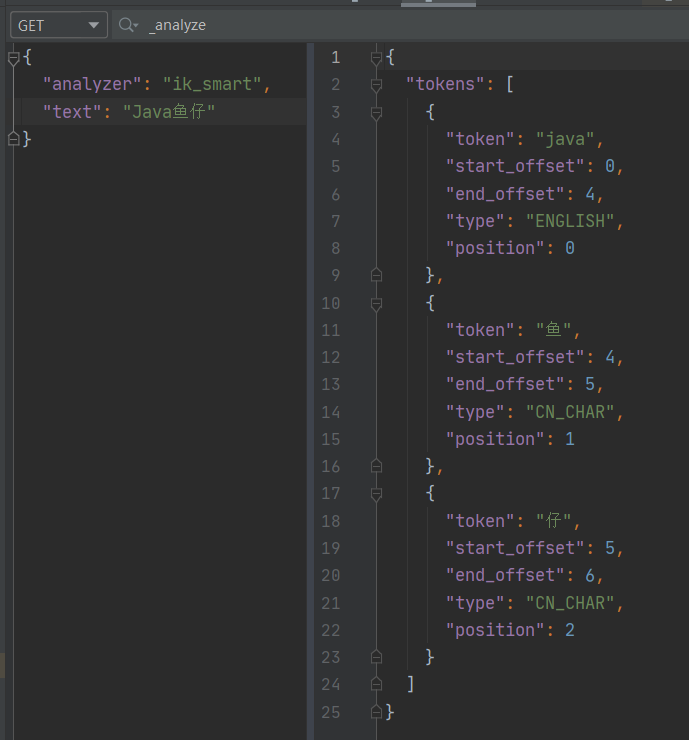 GET
_analyze
{
"analyzer": "ik_smart",
"text": "Java鱼仔"
}
1 {
2 "tokens": [
3 {
4 "token": "java",
5 "start_offset": 0,
6 "end_offset": 4,
7 "type": "ENGLISH",
8 "position": 0
9 },
10 {
11 "token": "鱼",
12 "start_offset": 4,
13 "end_offset": 5,
14 "type": "CN_CHAR",
15 "position": 1
16 },
17 {
18 "token": "仔",
19 "start_offset": 5,
20 "end_offset": 6,
21 "type": "CN_CHAR",
22 "position": 2
23 }
24 ]
25 }